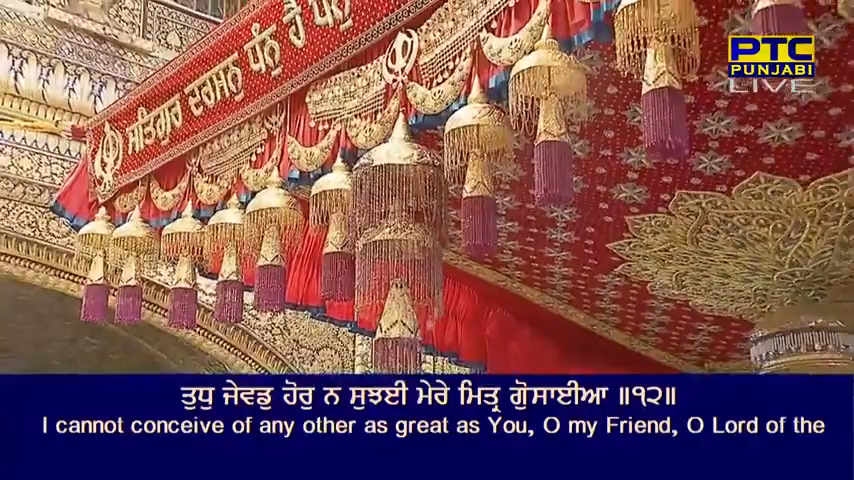 ਸਤਿਗੁਰ ਦਰਸਨ ਧੰਨ ਹੈ ਧੰਨ
PTC
PUNJABI
LIVE
ਤੁਧੁ ਜੇਵਡੁ ਹੋਰੁ ਨ ਸੁਝਈ ਮੇਰੇ ਮਿਤ੍ਰ ਗੁੋਸਾਈਆ ॥੧੨॥
I cannot conceive of any other as great as You, O my Friend, O Lord of the